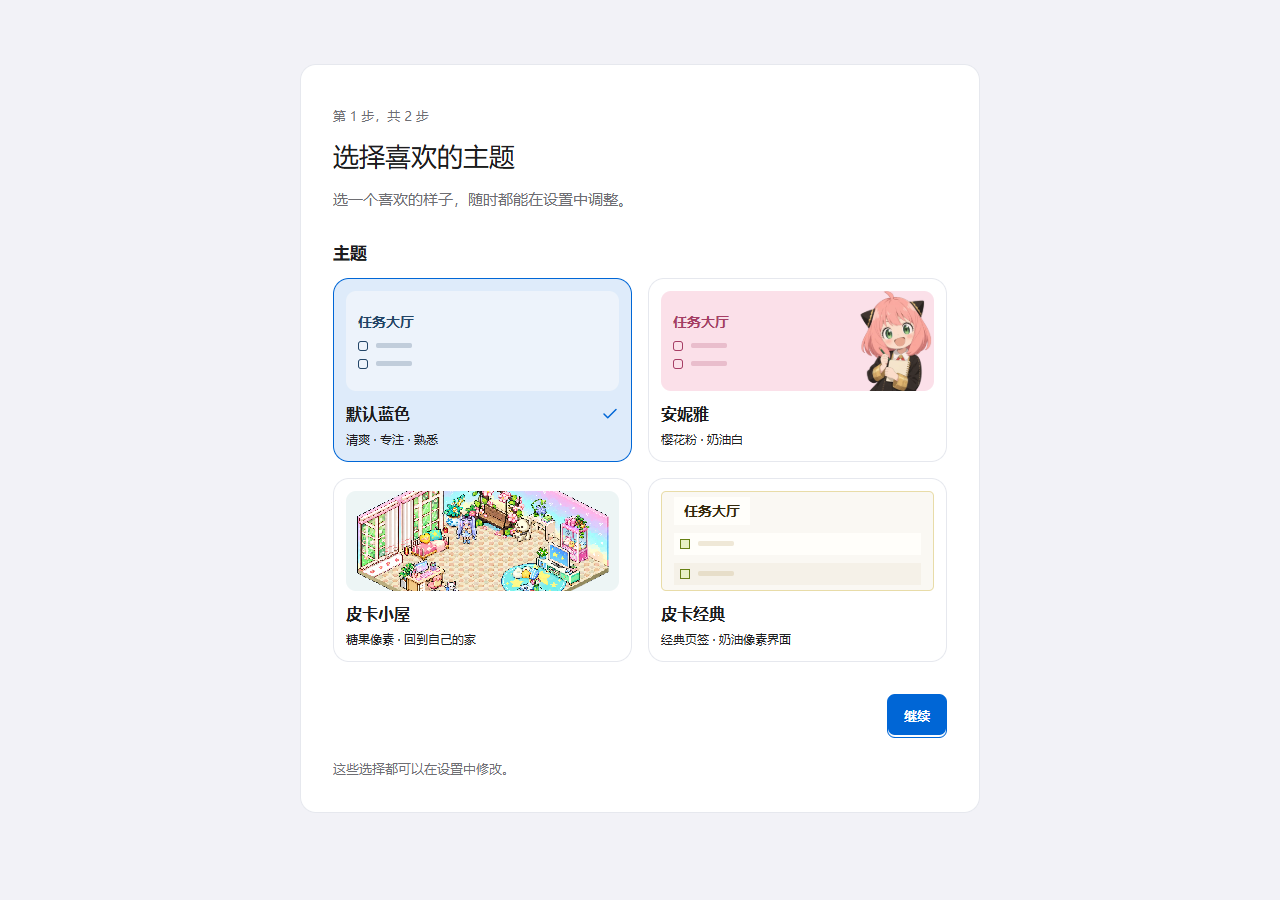 第 1 步，共 2 步
选择喜欢的主题
选一个喜欢的样子，随时都能在设置中调整。
主题
任务大厅
默认蓝色
清爽 · 专注 · 熟悉
任务大厅
安妮雅
樱花粉 · 奶油白
皮卡小屋
糖果像素 · 回到自己的家
任务大厅
皮卡经典
经典页签 · 奶油像素界面
继续
这些选择都可以在设置中修改。